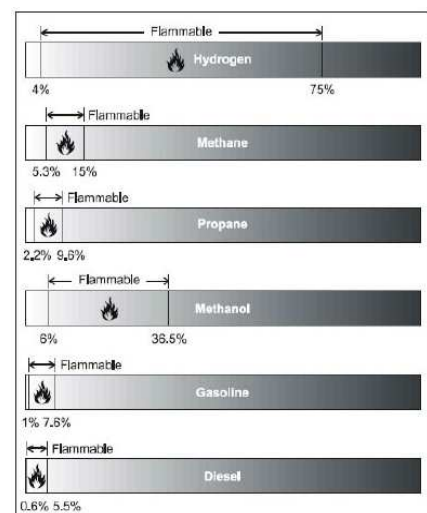 Flammable
Hydrogen
4% 75%
Flammable
Methane
5.3% 15%
Flammable
Propane
2.2% 9.6%
Flammable
Methanol
6% 36.5%
Flammable
Gasoline
1% 7.6%
Flammable
Diesel
0.6% 5.5%